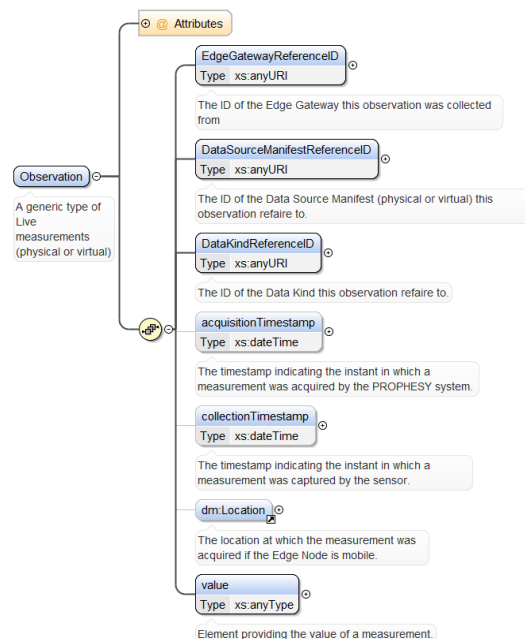 @ Attributes
EdgeGatewayReferenceID
Type xs:anyURI
The ID of the Edge Gateway this observation was collected
from
DataSourceManifestReferenceID
Type xs:anyURI
Observation
The ID of the Data Source Manifest (physical or virtual) this
observation refaire to.
A generic type of
Live
measurements
(physical or virtual)
DataKindReferenceID
Type xs:anyURI
The ID of the Data Kind this observation refaire to.
acquisitionTimestamp
Type xs:dateTime
The timestamp indicating the instant in which a
measurement was acquired by the PROPHESY system.
collectionTimestamp
Type xs:dateTime
The timestamp indicating the instant in which a
measurement was captured by the sensor.
dm:Location
The location at which the measurement was
acquired if the Edge Node is mobile.
value
Type xs:anyType
Element providing the value of a measurement.